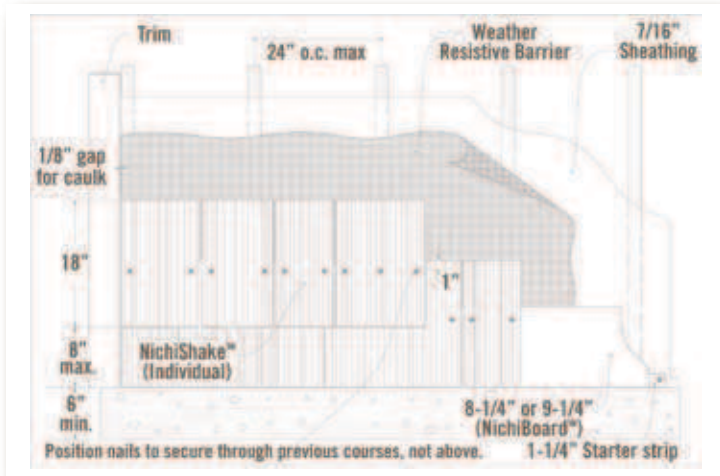 Trim
24" o.c. max
Weather
Resistive Barrier
7/16"
Sheathing
1/8" gap
for caulk
18"
1"
8"
max.
NichiShake™
(Individual)
6"
min.
8-1/4" or 9-1/4"
(NichiBoard™)
Position nails to secure through previous courses, not above.
1-1/4" Starter strip